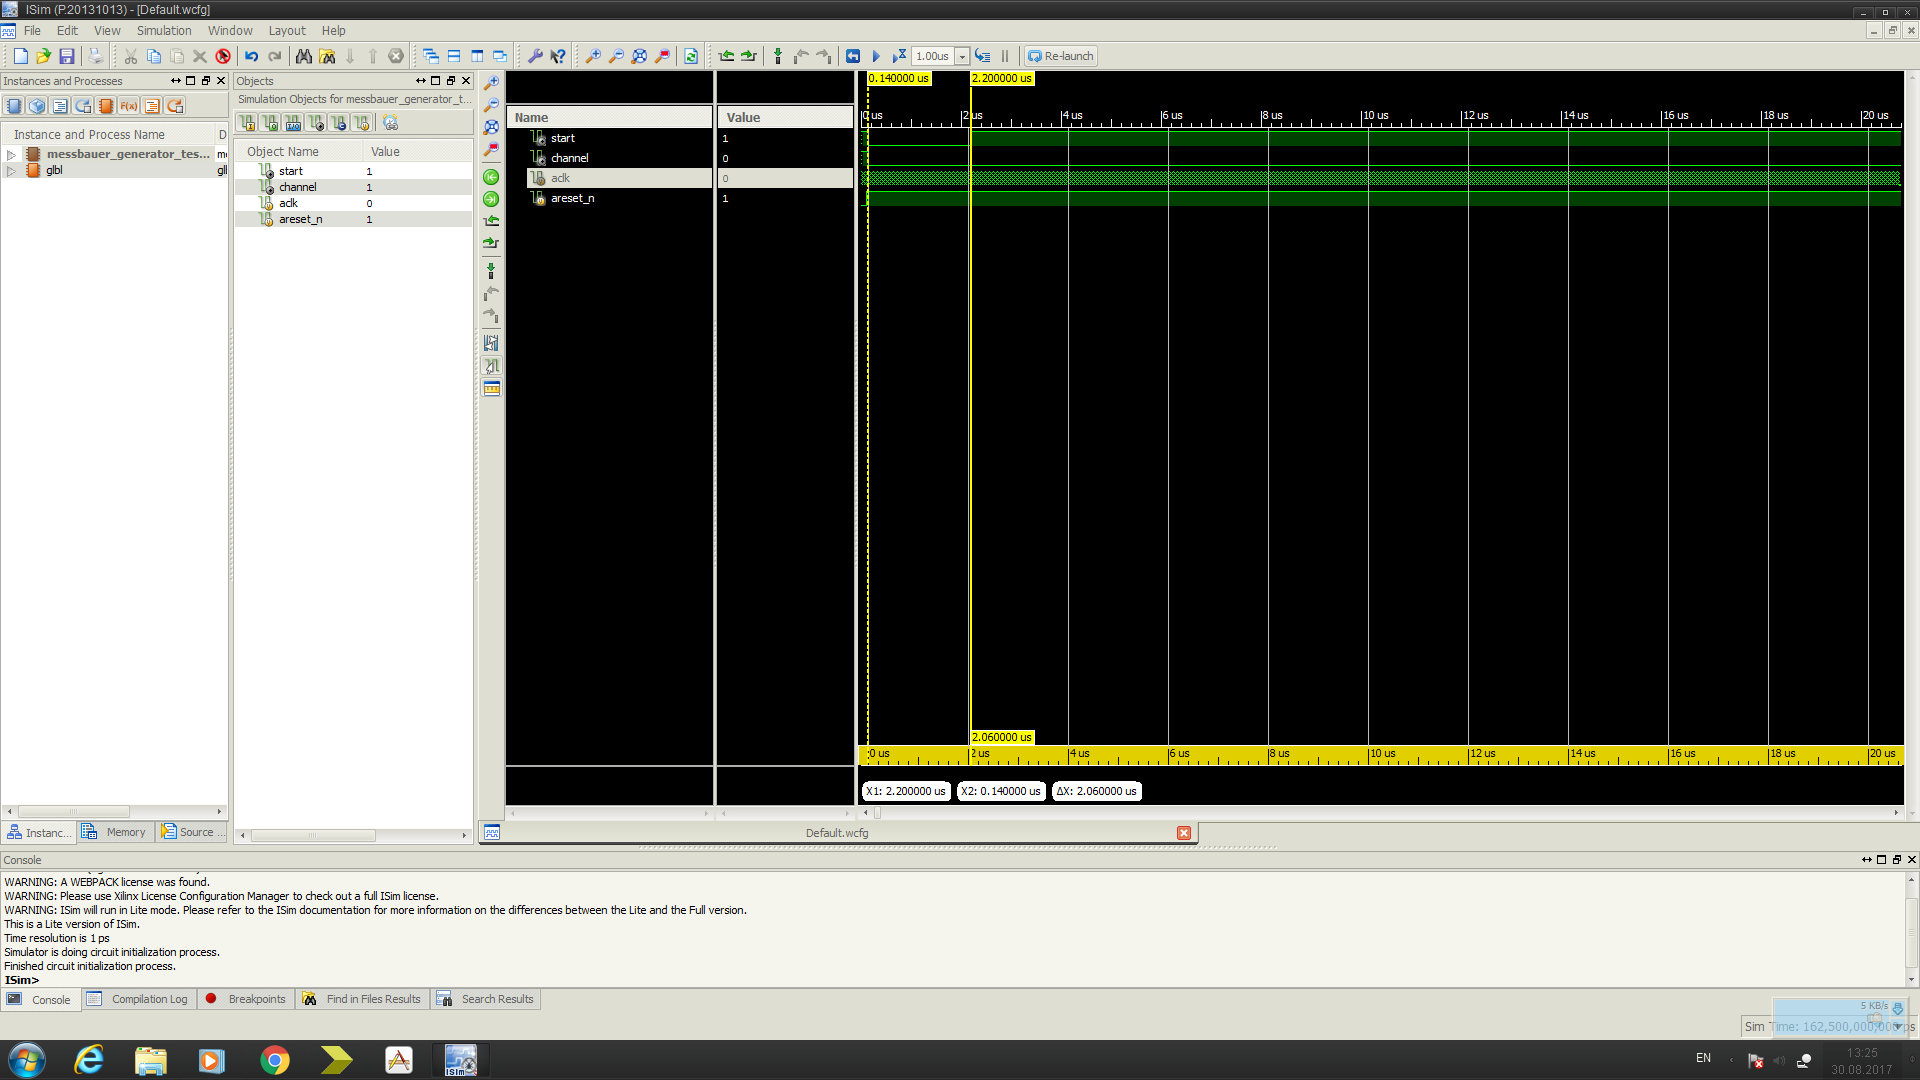 ISim (P.20131013) - [Default.wcfg]
File Edit View Simulation Window Layout Help
1.00us Re-launch
Instances and Processes
Instance and Process Name D
messbauer_generator_tes... m
glbl gl
Instanc... Memory Source ...
Objects
Simulation Objects for messbauer_generator_t...
Object Name Value
start 1
channel 1
aclk 0
areset_n 1
Name Value
start 1
channel 0
aclk 0
areset_n 1
0.140000 us 2.200000 us
0 us 2 us 4 us 6 us 8 us 10 us 12 us 14 us 16 us 18 us 20 us
2.060000 us
0 us 2 us 4 us 6 us 8 us 10 us 12 us 14 us 16 us 18 us 20 us
X1: 2.200000 us X2: 0.140000 us ΔX: 2.060000 us
Default.wcfg
Console
WARNING: A WEBPACK license was found.
WARNING: Please use Xilinx License Configuration Manager to check out a full ISim license.
WARNING: ISim will run in Lite mode. Please refer to the ISim documentation for more information on the differences between the Lite and the Full version.
This is a Lite version of ISim.
Time resolution is 1 ps
Simulator is doing circuit initialization process.
Finished circuit initialization process.
ISim>
Console Compilation Log Breakpoints Find in Files Results Search Results
5 KB/s
Sim Time: 162,500,000,000 ps
ISim
EN
13:25
30.08.2017